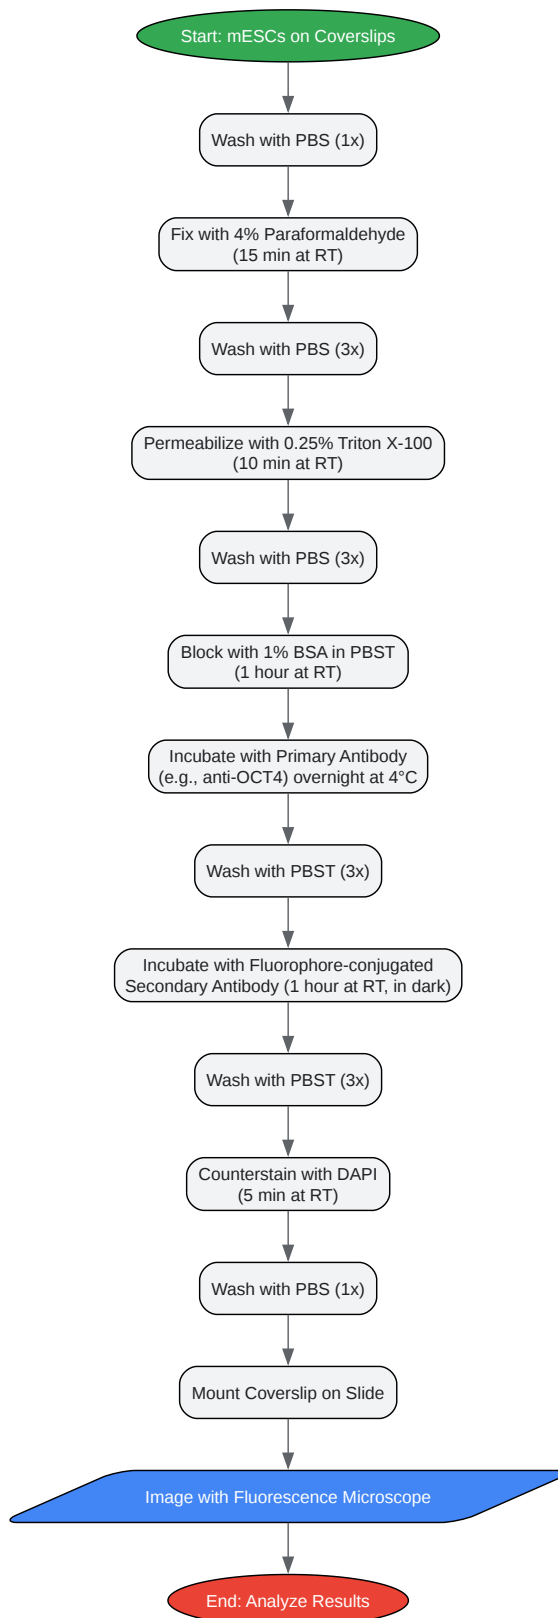 Start: mESCs on Coverslips
Wash with PBS (1x)
Fix with 4% Paraformaldehyde
(15 min at RT)
Wash with PBS (3x)
Permeabilize with 0.25% Triton X-100
(10 min at RT)
Wash with PBS (3x)
Block with 1% BSA in PBST
(1 hour at RT)
Incubate with Primary Antibody
(e.g., anti-OCT4) overnight at 4°C
Wash with PBST (3x)
Incubate with Fluorophore-conjugated
Secondary Antibody (1 hour at RT, in dark)
Wash with PBST (3x)
Counterstain with DAPI
(5 min at RT)
Wash with PBS (1x)
Mount Coverslip on Slide
Image with Fluorescence Microscope
End: Analyze Results